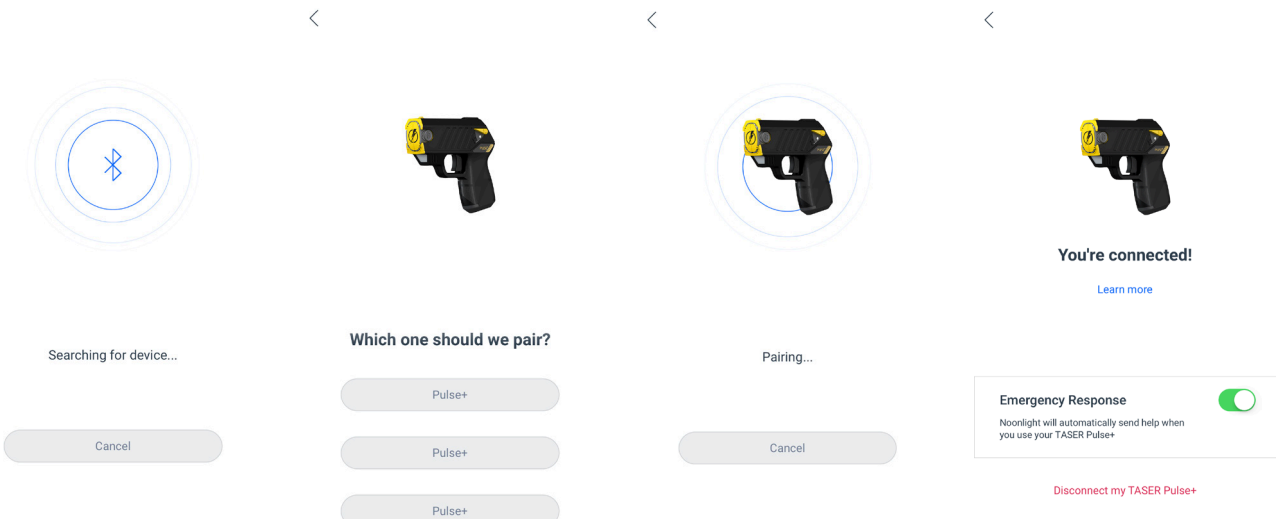 Searching for device...
Cancel
Which one should we pair?
Pulse+
Pulse+
Pulse+
Pairing...
Cancel
You're connected!
Learn more
Emergency Response
Noonlight will automatically send help when
you use your TASER Pulse+
Disconnect my TASER Pulse+